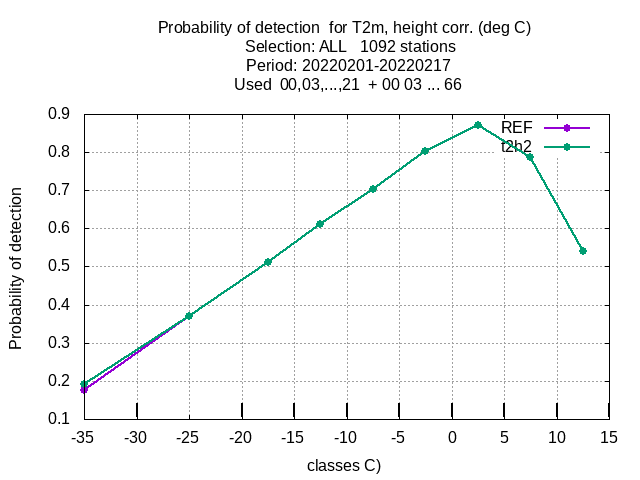 Probability of detection  for T2m, height corr. (deg C)
Selection: ALL   1092 stations
Period: 20220201-20220217
Used  00,03,...,21  + 00 03 ... 66
REF
t2h2
0.9
0.8
0.7
0.6
0.5
0.4
0.3
0.2
0.1
Probability of detection
-35 -30 -25 -20 -15 -10 -5 0 5 10 15
classes C)